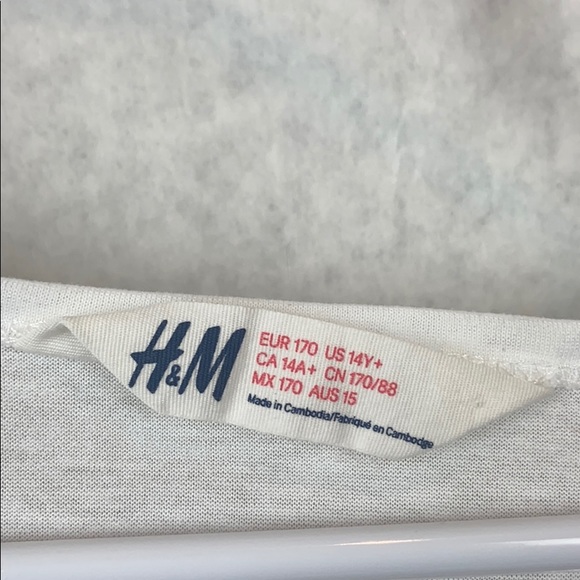 H&M
EUR 170 US 14Y+
CA 14A+ CN 170/88
MX 170 AUS 15
Made in Cambodia/Fabriqué en Cambodge